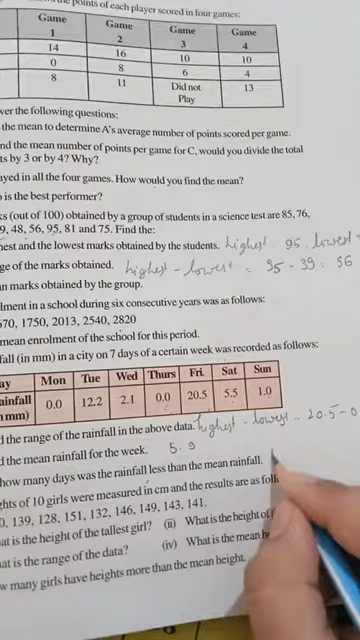 the points of each player scored in four games:
Game 1 Game 2 Game 3 Game 4
14 16 10 10
0 8 6 4
8 11 Did not Play 13
ver the following questions:
the mean to determine A's average number of points scored per game.
nd the mean number of points per game for C, would you divide the total
ts by 3 or by 4? Why?
ayed in all the four games. How would you find the mean?
is the best performer?
ks (out of 100) obtained by a group of students in a science test are 85, 76,
9, 48, 56, 95, 81 and 75. Find the:
hest and the lowest marks obtained by the students. highest . 95. lowest
ge of the marks obtained. highest - lowest = 95 - 39 = 56
an marks obtained by the group.
lment in a school during six consecutive years was as follows:
670, 1750, 2013, 2540, 2820
mean enrolment of the school for this period.
fall (in mm) in a city on 7 days of a certain week was recorded as follows:
ay Mon Tue Wed Thurs Fri Sat Sun
ainfall n mm) 0.0 12.2 2.1 0.0 20.5 5.5 1.0
d the range of the rainfall in the above data. highest - lowest = 20.5 - 0
d the mean rainfall for the week. 5.9
how many days was the rainfall less than the mean rainfall.
ghts of 10 girls were measured in cm and the results are as foll
0, 139, 128, 151, 132, 146, 149, 143, 141.
at is the height of the tallest girl? (ii) What is the height of
at is the range of the data? (iv) What is the mean h
w many girls have heights more than the mean height.